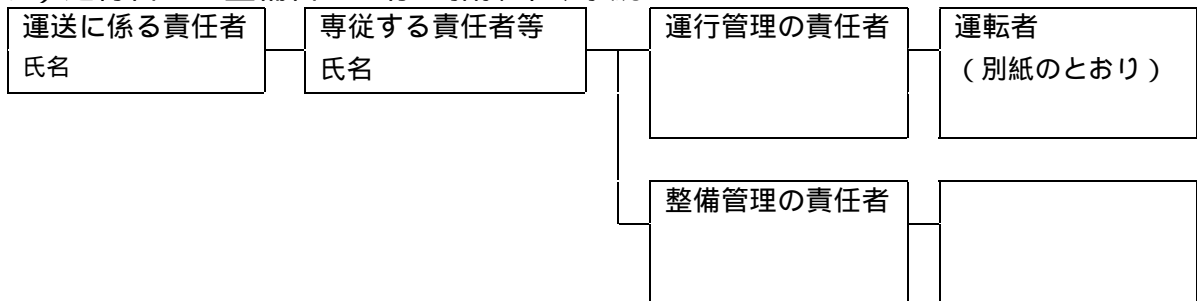 運送に係る責任者
氏名
専従する責任者等
氏名
運行管理の責任者
運転者
(別紙のとおり)
整備管理の責任者